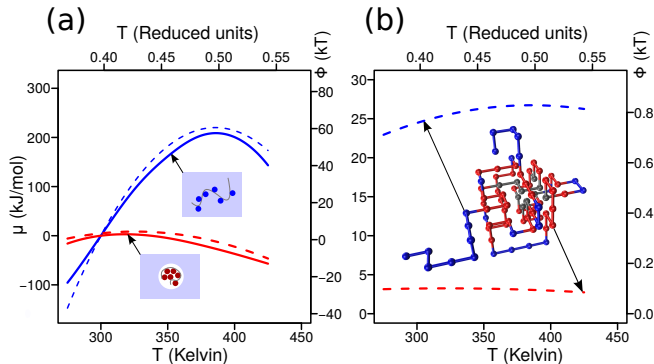 (a)
T (Reduced units)
0.40 0.45 0.50 0.55
μ (kJ/mol)
300
200
100
0
−100
80
60
40
20
0
−20
−40
Φ (kT)
250 300 350 400 450
T (Kelvin)
(b)
T (Reduced units)
0.40 0.45 0.50 0.55
30
25
20
15
10
5
0
0.8
0.6
0.4
0.2
0.0
Φ (kT)
250 300 350 400 450
T (Kelvin)